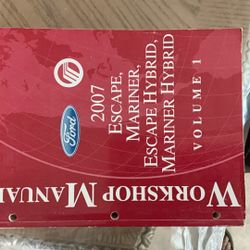 2007
ESCAPE,
MARINER,
ESCAPE HYBRID,
MARINER HYBRID
VOLUME 1
Ford
WORKSHOP MANUAL